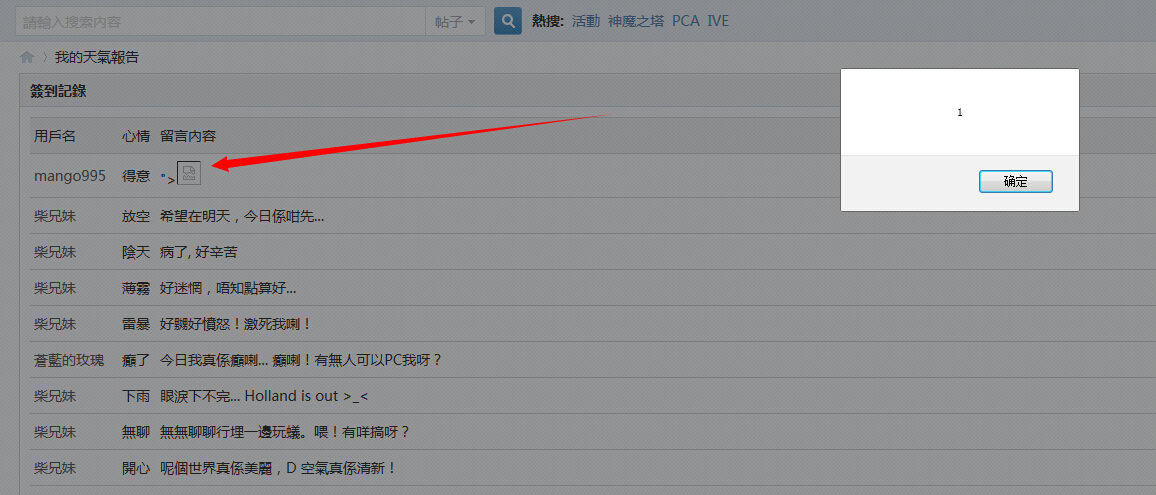 請輸入搜索內容 帖子 熱搜: 活動 神魔之塔 PCA IVE
我的天氣報告
簽到記錄
用戶名 心情 留言内容
mango995 得意 ">
柴兄妹 放空 希望在明天，今日係咁先...
柴兄妹 陰天 病了, 好辛苦
柴兄妹 薄霧 好迷惘，唔知點算好...
柴兄妹 雷暴 好嬲好憤怒！激死我喇！
蒼藍的玫瑰 癲了 今日我真係癲喇... 癲喇！有無人可以PC我呀？
柴兄妹 下雨 眼淚下不完... Holland is out >_<
柴兄妹 無聊 無無聊聊行埋一邊玩蟻。喂！有咩搞呀？
柴兄妹 開心 呢個世界真係美麗，D 空氣真係清新！
1
确定